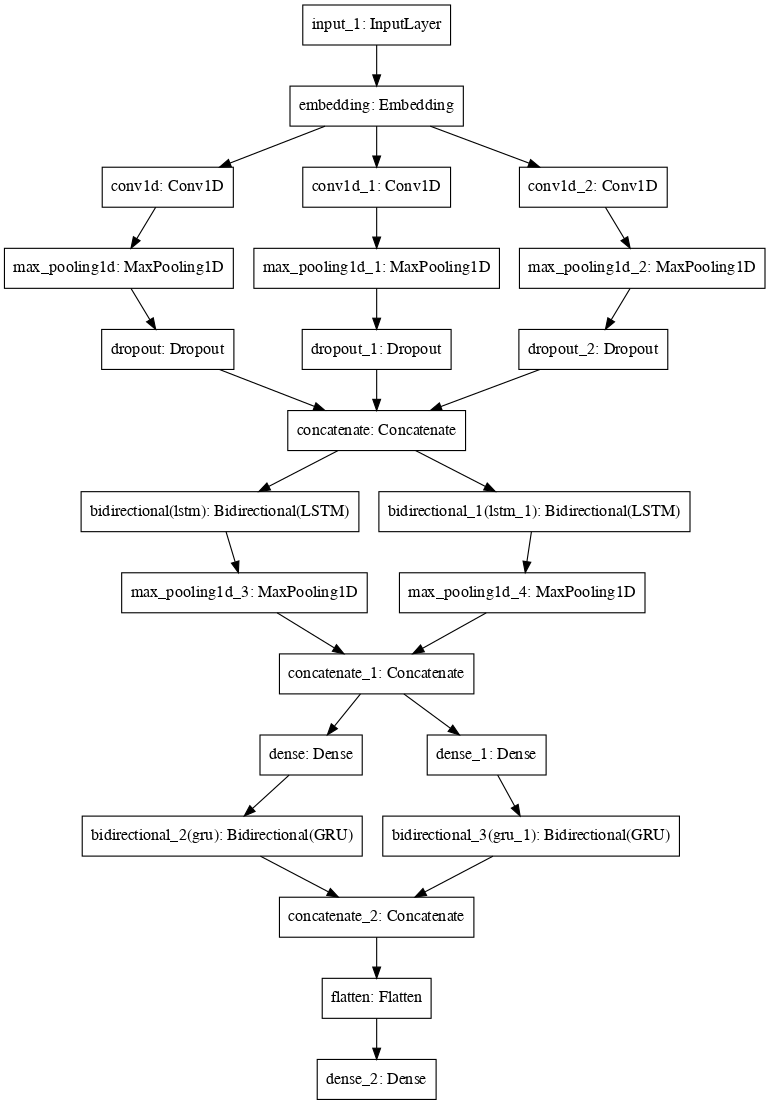 input_1: InputLayer
embedding: Embedding
conv1d: Conv1D
conv1d_1: Conv1D
conv1d_2: Conv1D
max_pooling1d: MaxPooling1D
max_pooling1d_1: MaxPooling1D
max_pooling1d_2: MaxPooling1D
dropout: Dropout
dropout_1: Dropout
dropout_2: Dropout
concatenate: Concatenate
bidirectional(lstm): Bidirectional(LSTM)
bidirectional_1(lstm_1): Bidirectional(LSTM)
max_pooling1d_3: MaxPooling1D
max_pooling1d_4: MaxPooling1D
concatenate_1: Concatenate
dense: Dense
dense_1: Dense
bidirectional_2(gru): Bidirectional(GRU)
bidirectional_3(gru_1): Bidirectional(GRU)
concatenate_2: Concatenate
flatten: Flatten
dense_2: Dense